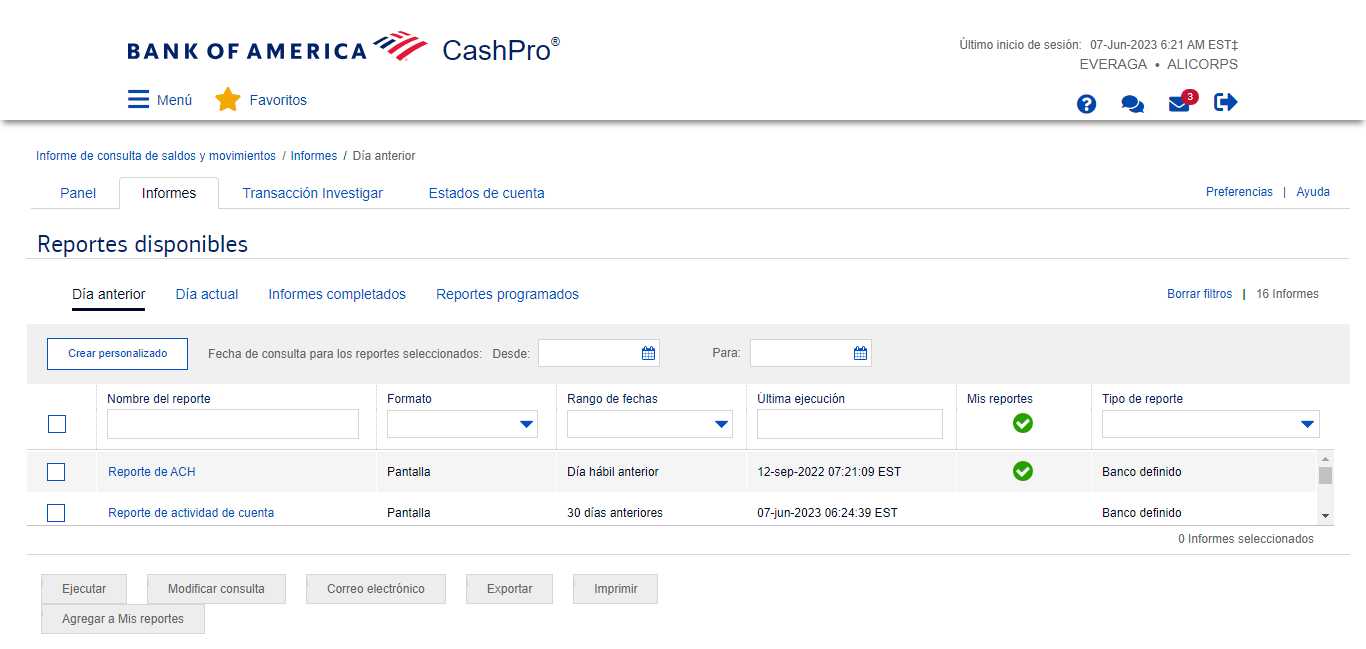 BANK OF AMERICA CashPro®
Último inicio de sesión: 07-Jun-2023 6:21 AM EST‡
EVERAGA • ALICORPS
Menú Favoritos
3
Informe de consulta de saldos y movimientos / Informes / Día anterior
Panel Informes Transacción Investigar Estados de cuenta Preferencias | Ayuda
Reportes disponibles
Día anterior Día actual Informes completados Reportes programados Borrar filtros | 16 Informes
Crear personalizado Fecha de consulta para los reportes seleccionados: Desde: Para:
Nombre del reporte Formato Rango de fechas Última ejecución Mis reportes Tipo de reporte
Reporte de ACH Pantalla Día hábil anterior 12-sep-2022 07:21:09 EST Banco definido
Reporte de actividad de cuenta Pantalla 30 días anteriores 07-jun-2023 06:24:39 EST Banco definido
0 Informes seleccionados
Ejecutar Modificar consulta Correo electrónico Exportar Imprimir
Agregar a Mis reportes